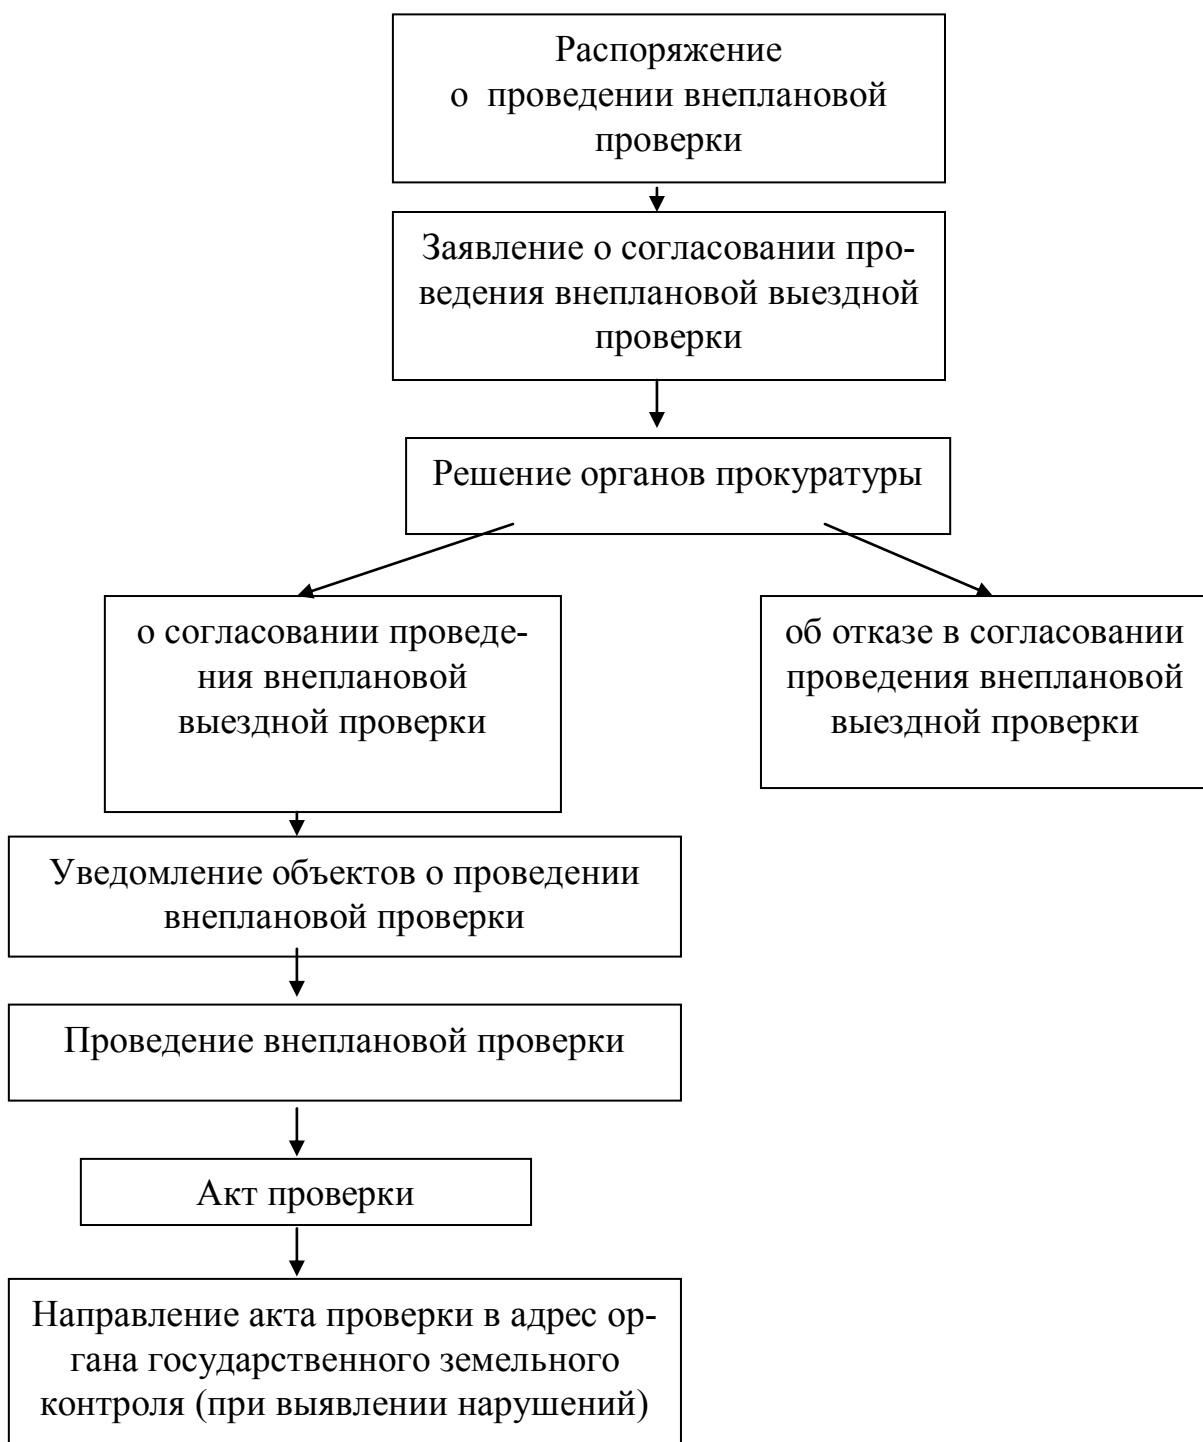 Распоряжение
о проведении внеплановой
проверки
Заявление о согласовании про-
ведения внеплановой выездной
проверки
Решение органов прокуратуры
о согласовании проведе-
ния внеплановой
выездной проверки
об отказе в согласовании
проведения внеплановой
выездной проверки
Уведомление объектов о проведении
внеплановой проверки
Проведение внеплановой проверки
Акт проверки
Направление акта проверки в адрес ор-
гана государственного земельного
контроля (при выявлении нарушений)